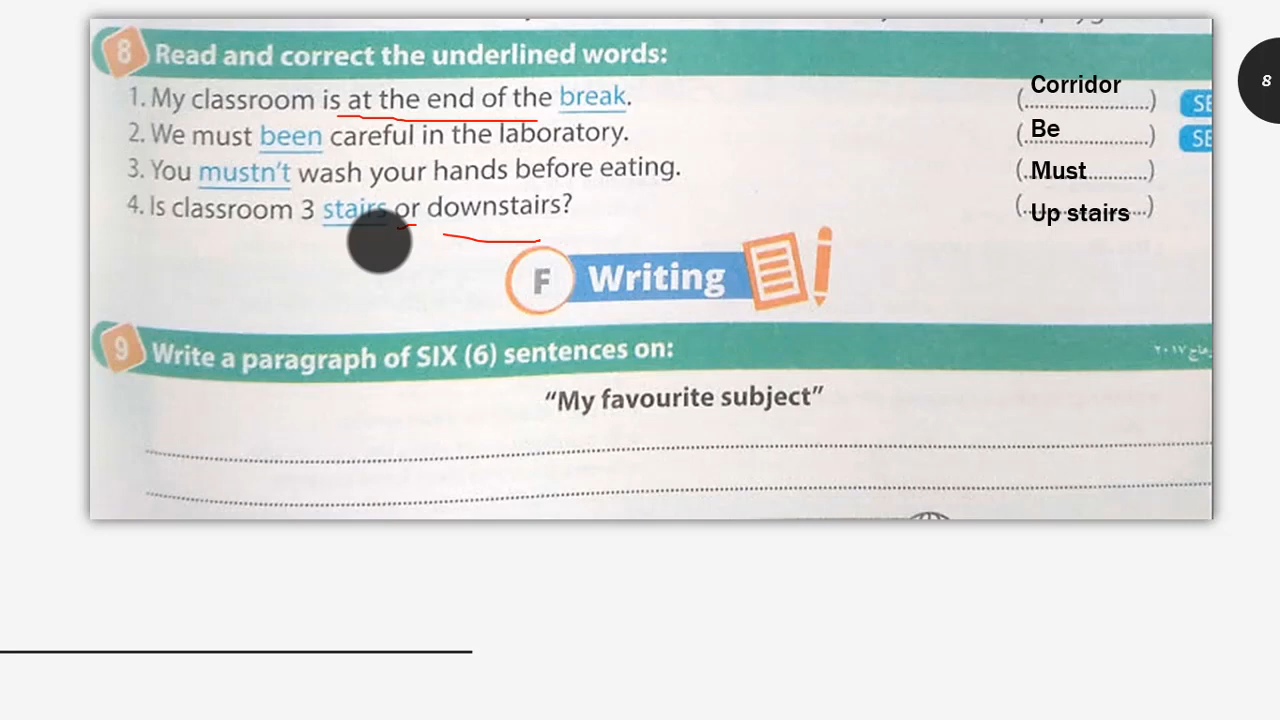 8
8 Read and correct the underlined words:
1. My classroom is at the end of the break. (Corridor)
2. We must been careful in the laboratory. (Be)
3. You mustn't wash your hands before eating. (Must)
4. Is classroom 3 stairs or downstairs? (Up stairs)
F Writing
9 Write a paragraph of SIX (6) sentences on:
"My favourite subject"